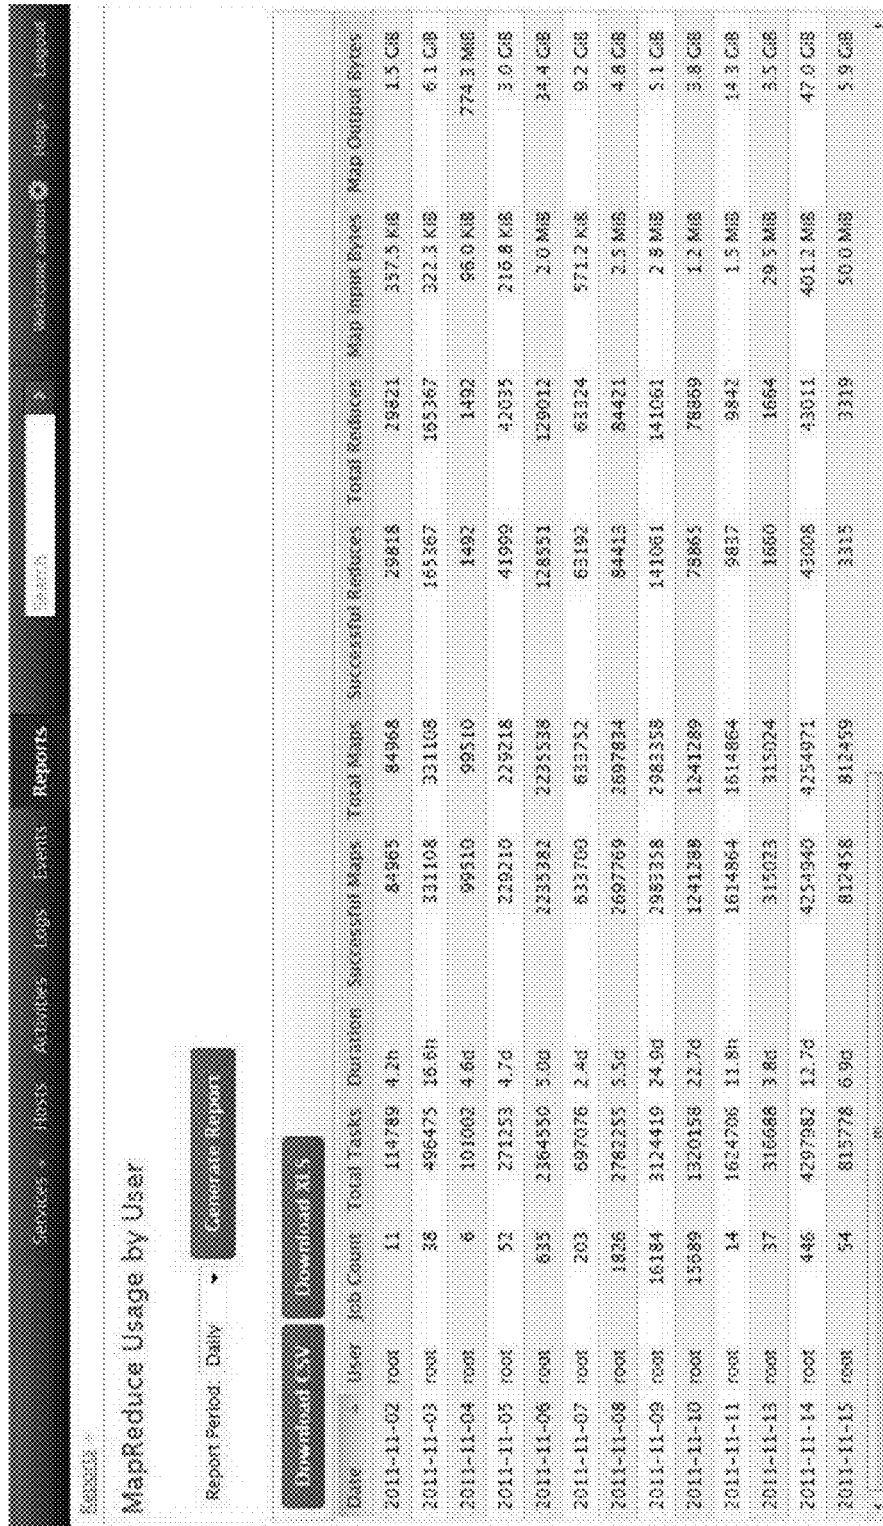 Services Hosts Activities Logs Events Reports Search Welcome Help Logout
Reports
MapReduce Usage by User
Report Period: Daily Generate Report
Download CSV Download XLS
Date User Job Count Total Tasks Duration Successful Maps Total Maps Successful Reduces Total Reduces Map Input Bytes Map Output Bytes
2011-11-02 root 11 114789 4.2h 84965 84968 29818 29821 337.5 KiB 1.5 GiB
2011-11-03 root 38 496475 16.6h 331108 331108 165367 165367 322.3 KiB 6.1 GiB
2011-11-04 root 6 101002 4.6d 99510 99510 1492 1492 96.0 KiB 774.3 MiB
2011-11-05 root 52 271253 4.7d 229210 229218 41999 42035 216.8 KiB 3.0 GiB
2011-11-06 root 635 2364550 5.0d 2235382 2235538 128551 129012 2.0 MiB 34.4 GiB
2011-11-07 root 203 697076 2.4d 633700 633752 63192 63324 571.2 KiB 9.2 GiB
2011-11-08 root 1826 2782255 5.5d 2697769 2697834 84413 84421 2.5 MiB 4.8 GiB
2011-11-09 root 16184 3124419 24.9d 2983358 2983358 141061 141061 2.8 MiB 5.1 GiB
2011-11-10 root 15689 1320158 22.7d 1241288 1241289 78865 78869 1.2 MiB 3.8 GiB
2011-11-11 root 14 1624706 11.8h 1614864 1614864 9837 9842 1.5 MiB 14.3 GiB
2011-11-13 root 37 316688 3.8d 315023 315024 1660 1664 29.5 MiB 3.5 GiB
2011-11-14 root 446 4297982 12.7d 4254940 4254971 43008 43011 401.2 MiB 47.0 GiB
2011-11-15 root 54 815778 6.9d 812458 812459 3315 3319 50.0 MiB 5.9 GiB